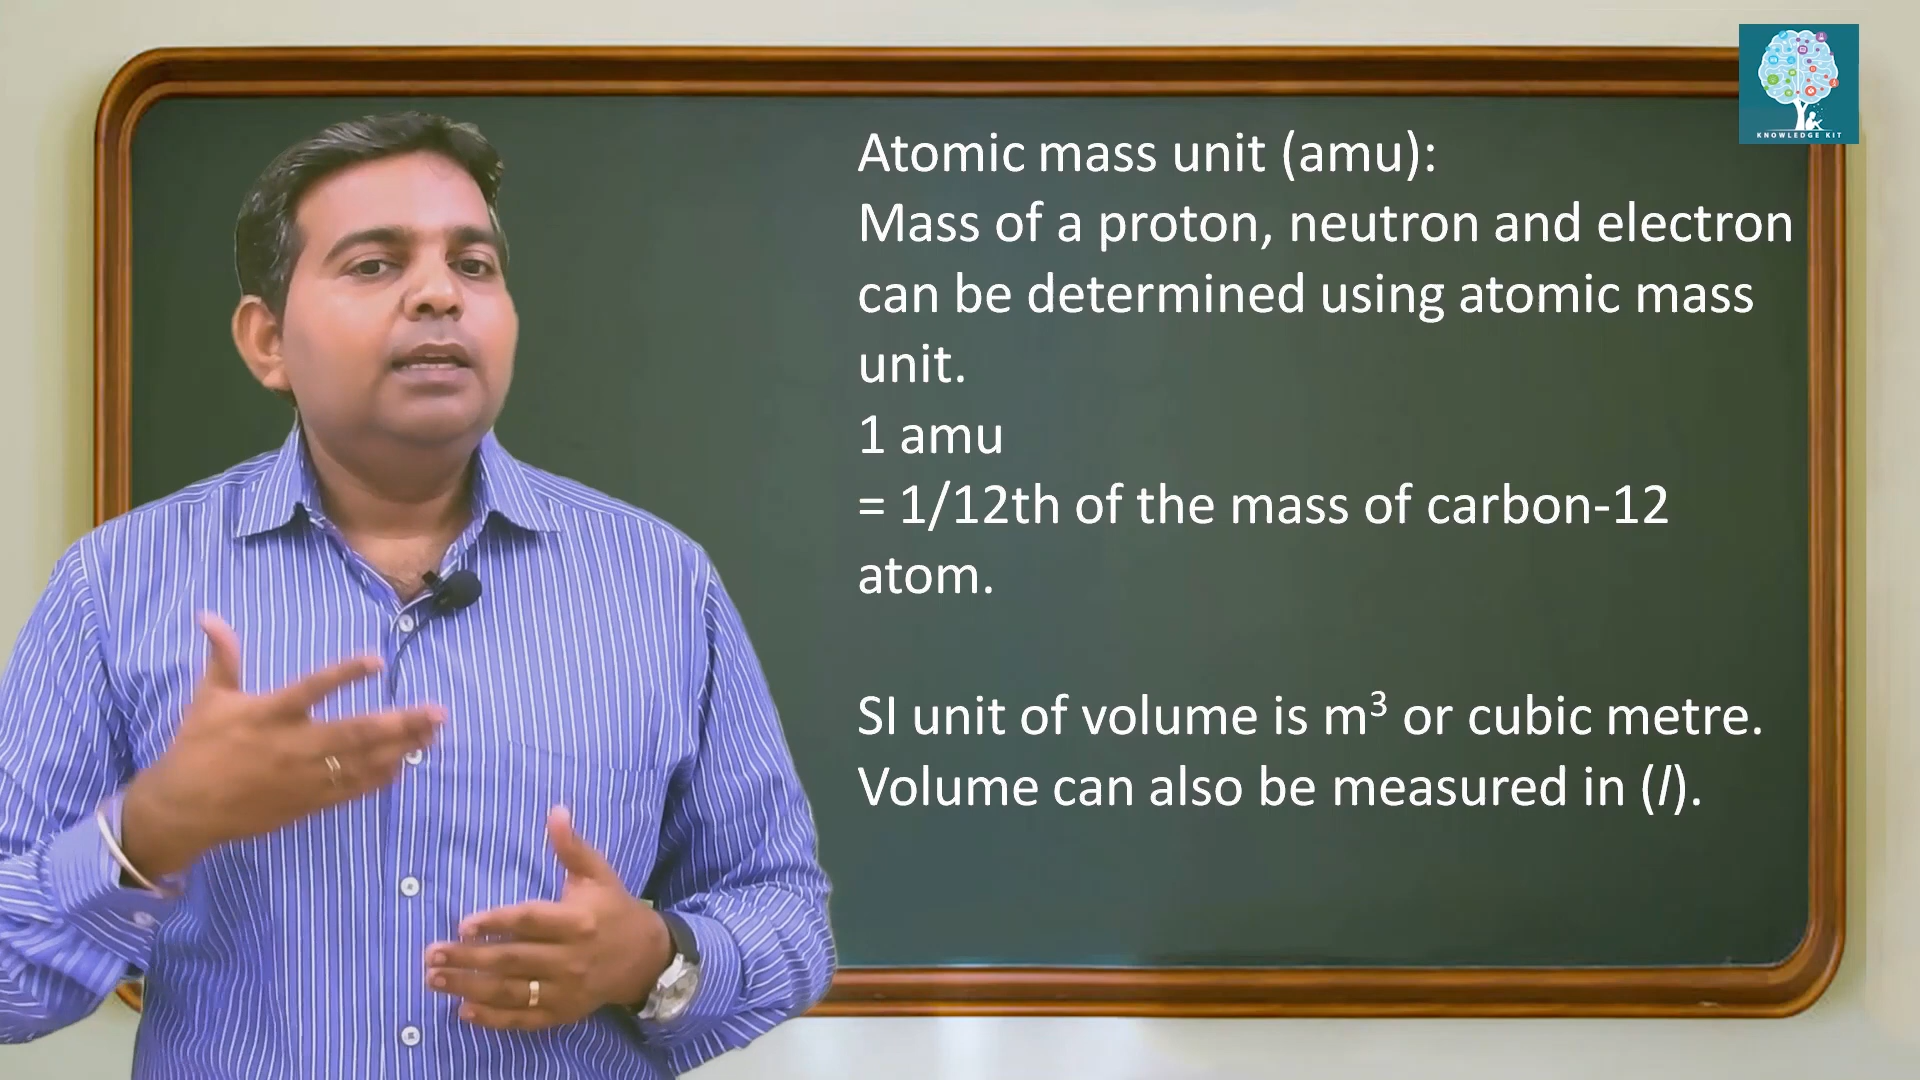 KNOWLEDGE KIT
Atomic mass unit (amu):
Mass of a proton, neutron and electron
can be determined using atomic mass
unit.
1 amu
= 1/12th of the mass of carbon-12
atom.
SI unit of volume is m³ or cubic metre.
Volume can also be measured in (l).